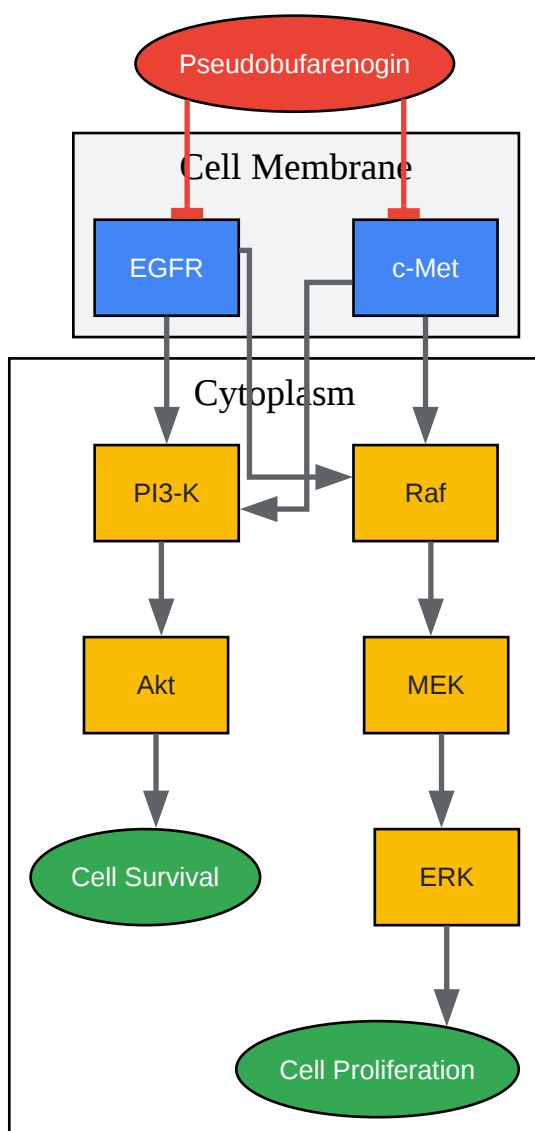 Pseudobufarenogin
Cell Membrane
EGFR
c-Met
Cytoplasm
PI3-K
Raf
Akt
MEK
Cell Survival
ERK
Cell Proliferation